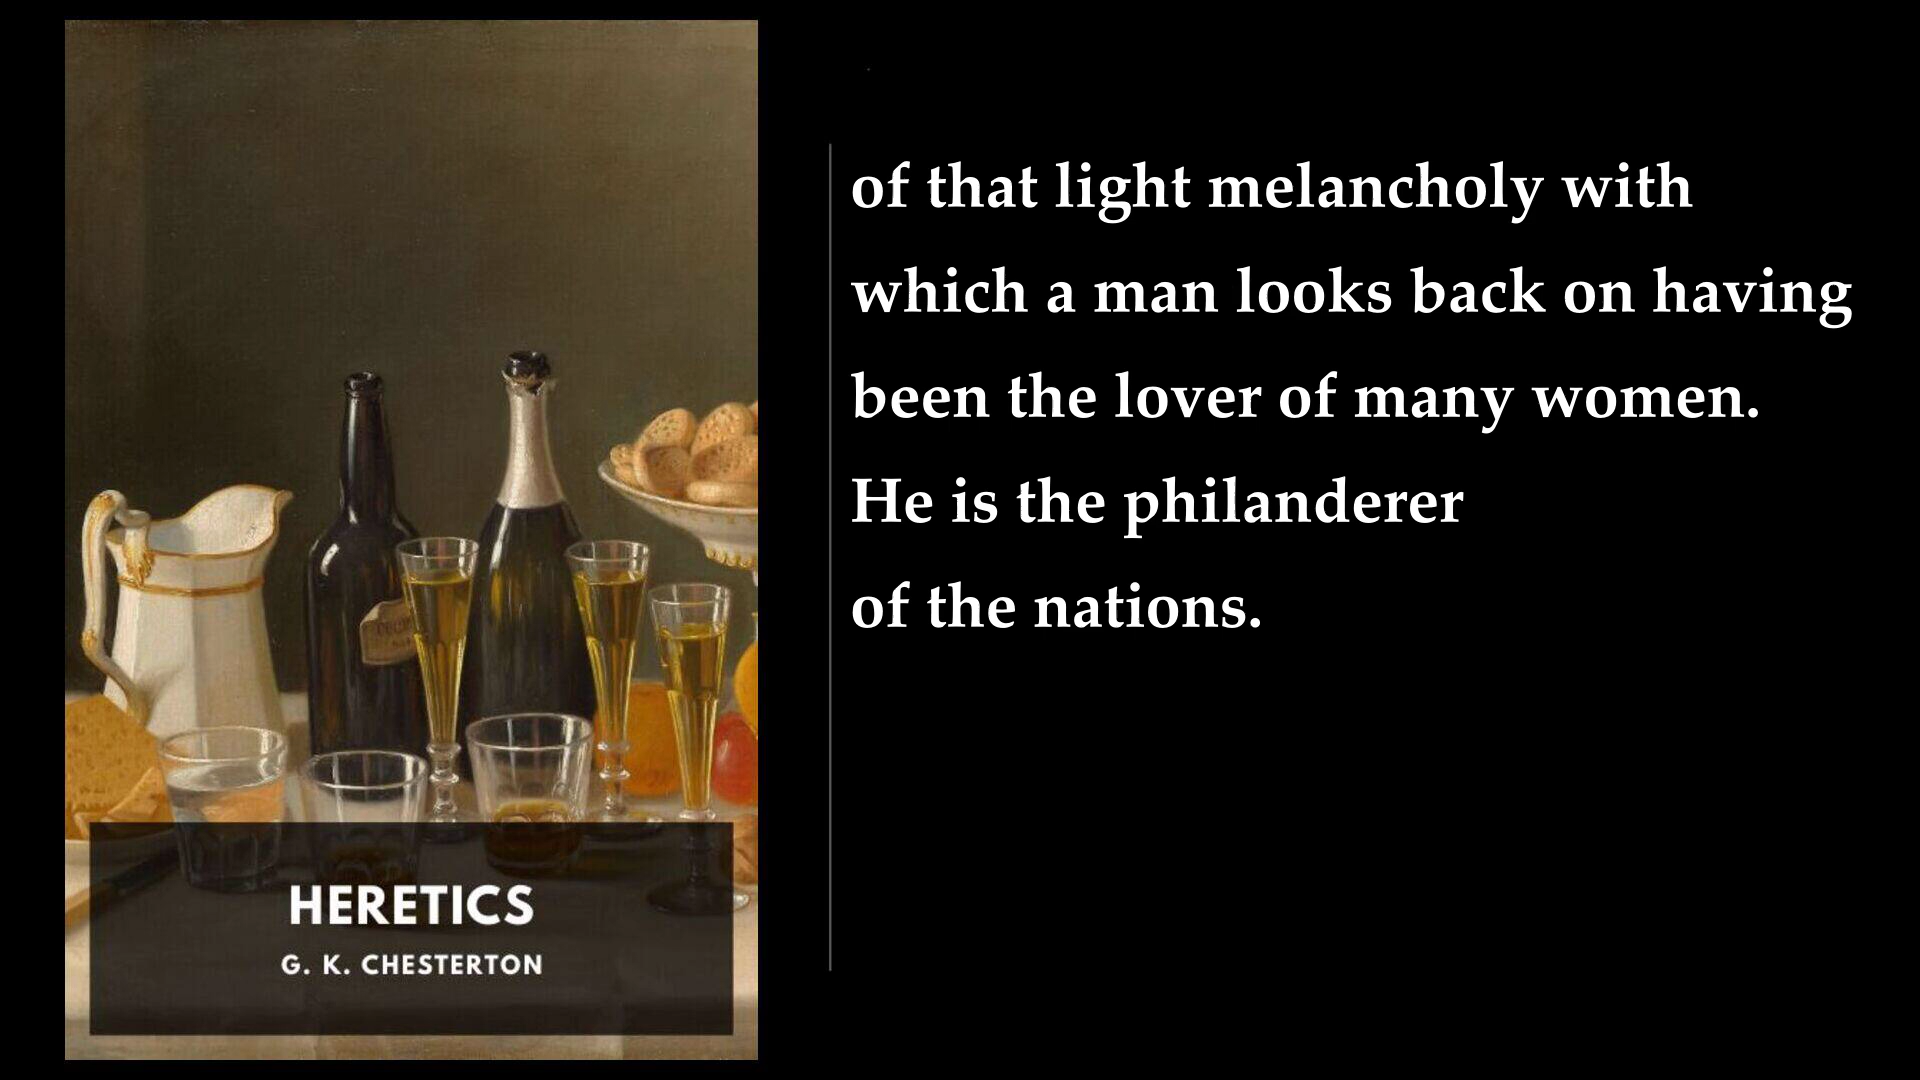 of that light melancholy with
which a man looks back on having
been the lover of many women.
He is the philanderer
of the nations.
HERETICS
G. K. CHESTERTON